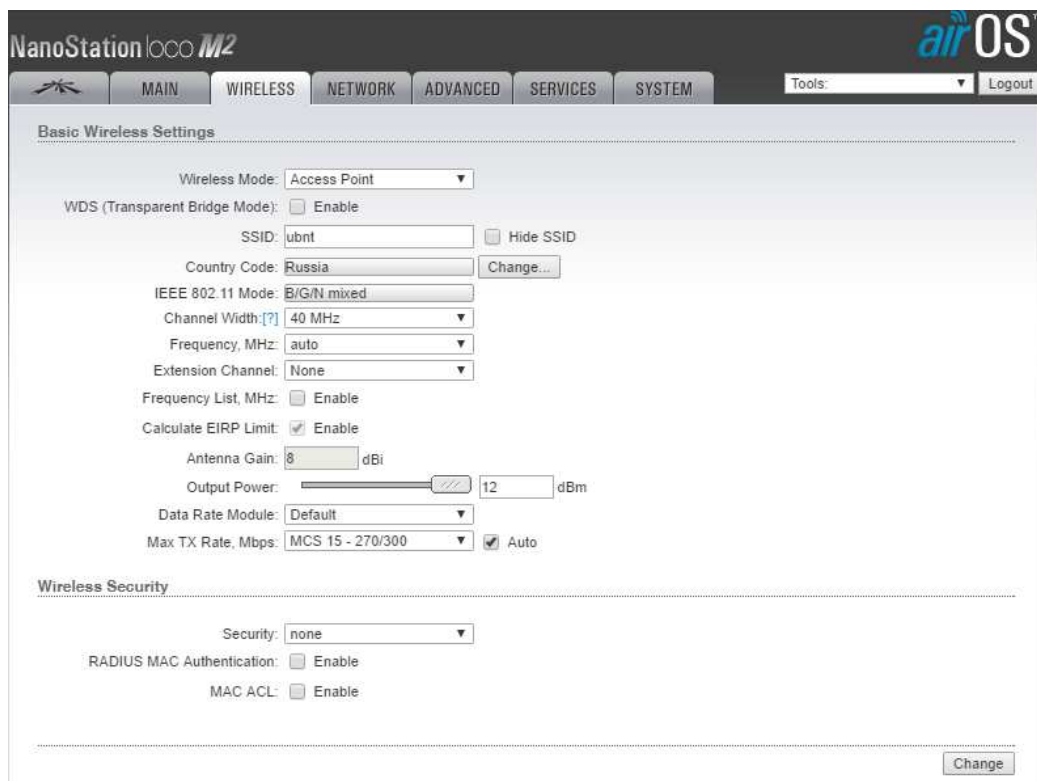 NanoStation loco M2
airOS
MAIN WIRELESS NETWORK ADVANCED SERVICES SYSTEM Tools: Logout
Basic Wireless Settings
Wireless Mode: Access Point
WDS (Transparent Bridge Mode): Enable
SSID: ubnt Hide SSID
Country Code: Russia Change...
IEEE 802.11 Mode: B/G/N mixed
Channel Width:[?] 40 MHz
Frequency, MHz: auto
Extension Channel: None
Frequency List, MHz: Enable
Calculate EIRP Limit: Enable
Antenna Gain: 8 dBi
Output Power: 12 dBm
Data Rate Module: Default
Max TX Rate, Mbps: MCS 15 - 270/300 Auto
Wireless Security
Security: none
RADIUS MAC Authentication: Enable
MAC ACL: Enable
Change